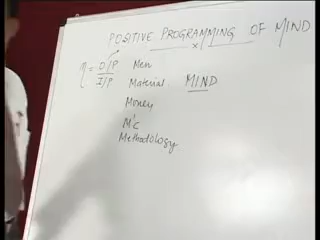 POSITIVE PROGRAMMING OF MIND
x
η = O/P Men
I/P Material. MIND
Money
M'c
Methodology